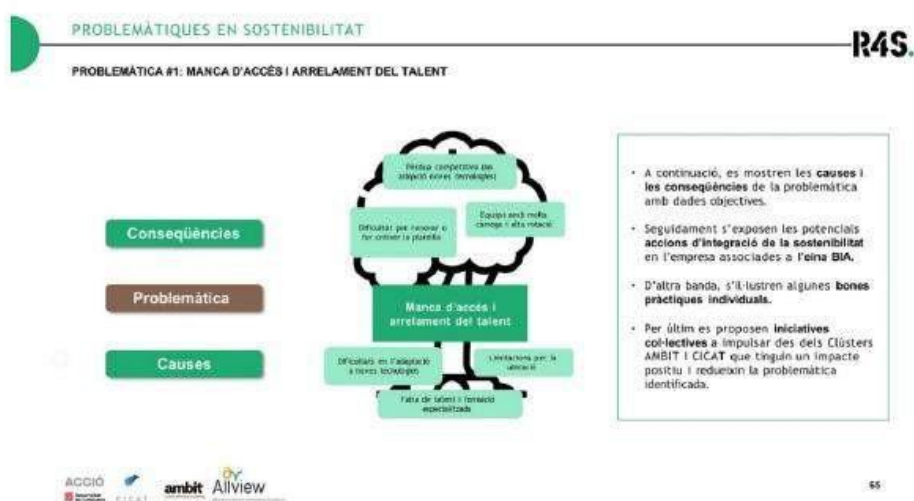 PROBLEMÀTIQUES EN SOSTENIBILITAT
R4S.
PROBLEMÀTICA #1: MANCA D'ACCÉS I ARRELAMENT DEL TALENT
Conseqüències
Problemàtica
Causes
Pèrdua competitiva (no
adopció noves tecnologies)
Dificultat per renovar o
fer créixer la plantilla
Equips amb molta
càrrega i alta rotació
Manca d'accés i
arrelament del talent
Dificultats en l'adaptació
a noves tecnologies
Limitacions per la
ubicació
Falta de talent i formació
especialitzada
• A continuació, es mostren les causes i
les conseqüències de la problemàtica
amb dades objectives.
• Seguidament s'exposen les potencials
accions d'integració de la sostenibilitat
en l'empresa associades a l'eina BIA.
• D'altra banda, s'il·lustren algunes bones
pràctiques individuals.
• Per últim es proposen iniciatives
col·lectives a impulsar des dels Clústers
AMBIT i CICAT que tinguin un impacte
positiu i redueixin la problemàtica
identificada.
ACCIÓ
CICAT
ambit
Allview
65